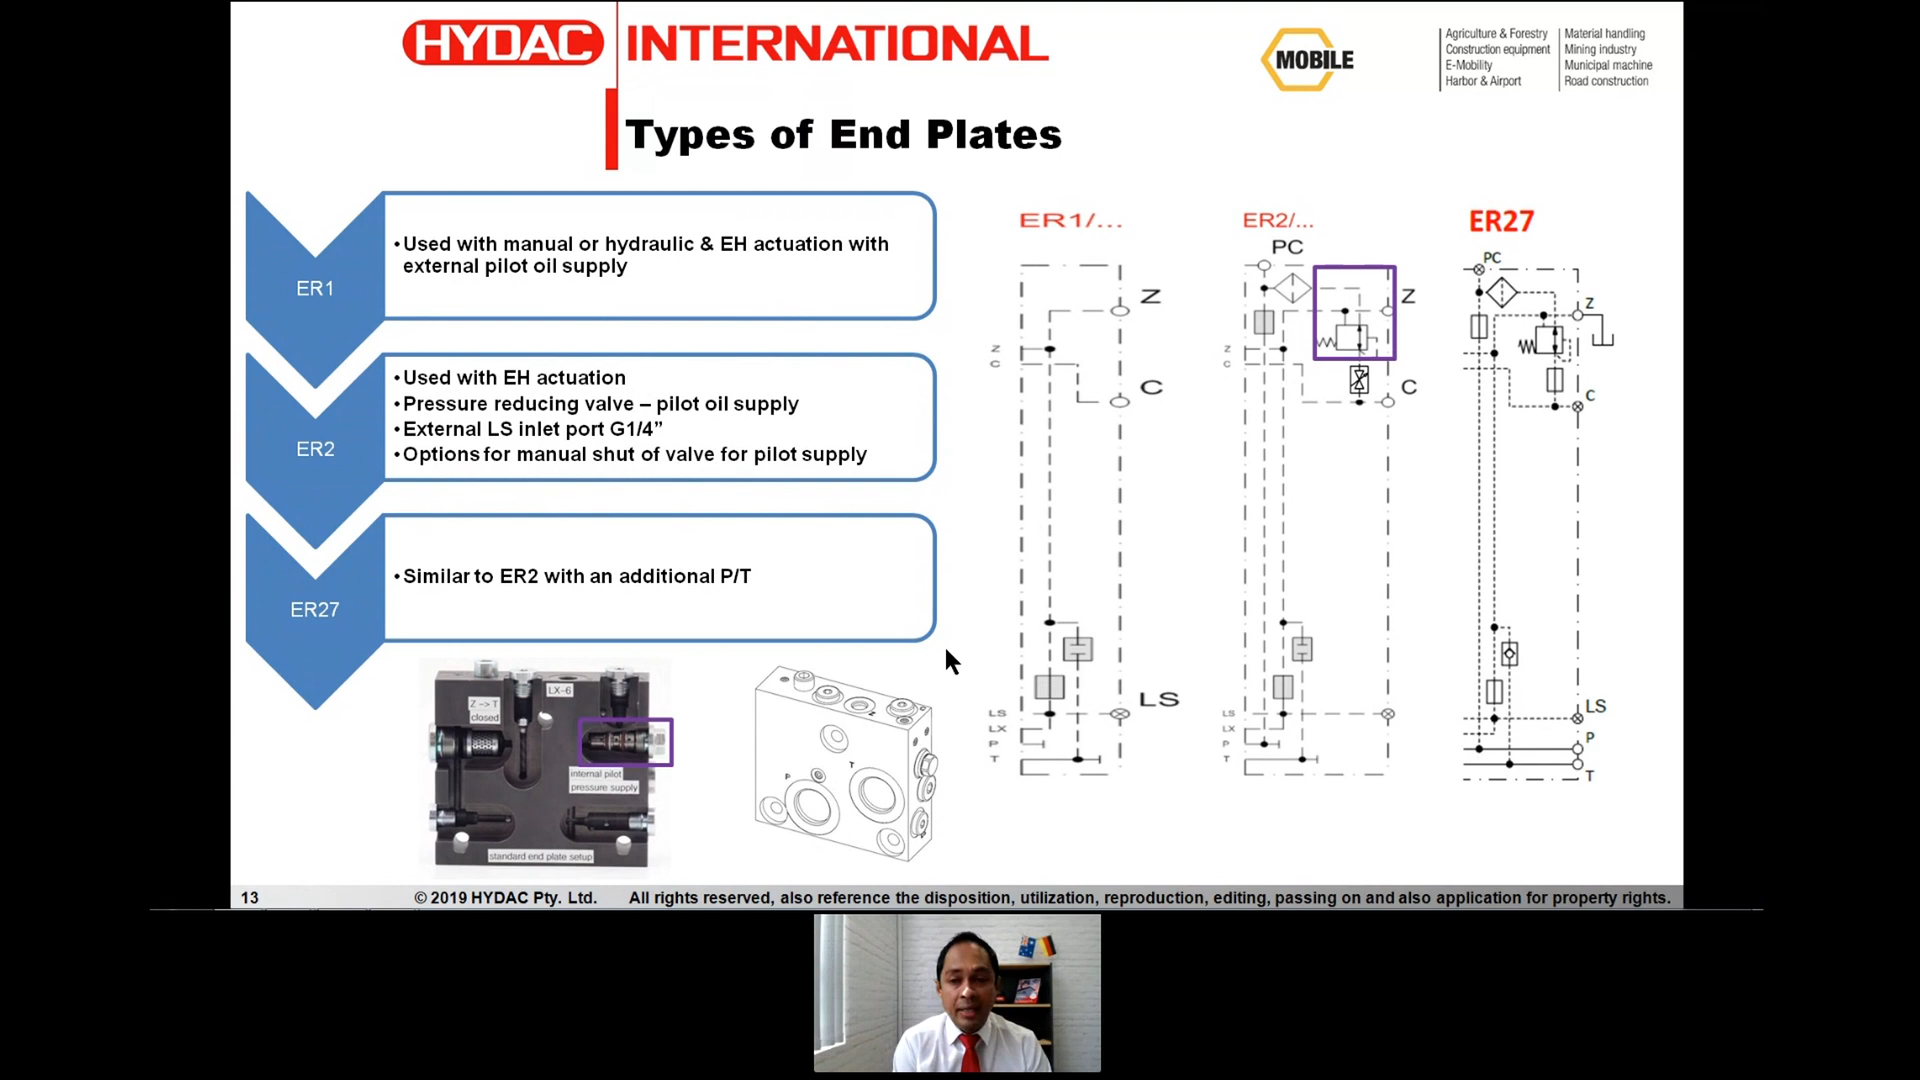 HYDAC INTERNATIONAL
MOBILE
Agriculture & Forestry
Construction equipment
E-Mobility
Harbor & Airport
Material handling
Mining industry
Municipal machine
Road construction
Types of End Plates
ER1
•Used with manual or hydraulic & EH actuation with
external pilot oil supply
ER2
•Used with EH actuation
•Pressure reducing valve – pilot oil supply
•External LS inlet port G1/4”
•Options for manual shut of valve for pilot supply
ER27
•Similar to ER2 with an additional P/T
ER1/...
Z
C
LS
Z
C
LS
LX
P
T
ER2/...
PC
Z
C
Z
C
LS
LX
P
T
ER27
PC
Z
C
LS
P
T
LX-6
Z -> T
closed
internal pilot
pressure supply
standard end plate setup
P
T
Z
13
© 2019 HYDAC Pty. Ltd.
All rights reserved, also reference the disposition, utilization, reproduction, editing, passing on and also application for property rights.